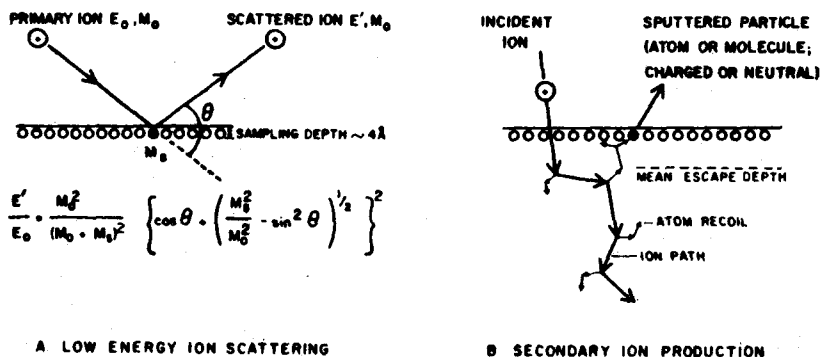 PRIMARY ION E₀, M₀
SCATTERED ION E', M₀
θ
SAMPLING DEPTH ~ 4Å
Mₛ
E'/E₀ = M₀²/(M₀ + Mₛ)² {cos θ + (Mₛ²/M₀² - sin² θ)^1/2}²
A LOW ENERGY ION SCATTERING
INCIDENT
ION
SPUTTERED PARTICLE
(ATOM OR MOLECULE;
CHARGED OR NEUTRAL)
MEAN ESCAPE DEPTH
ATOM RECOIL
ION PATH
B SECONDARY ION PRODUCTION